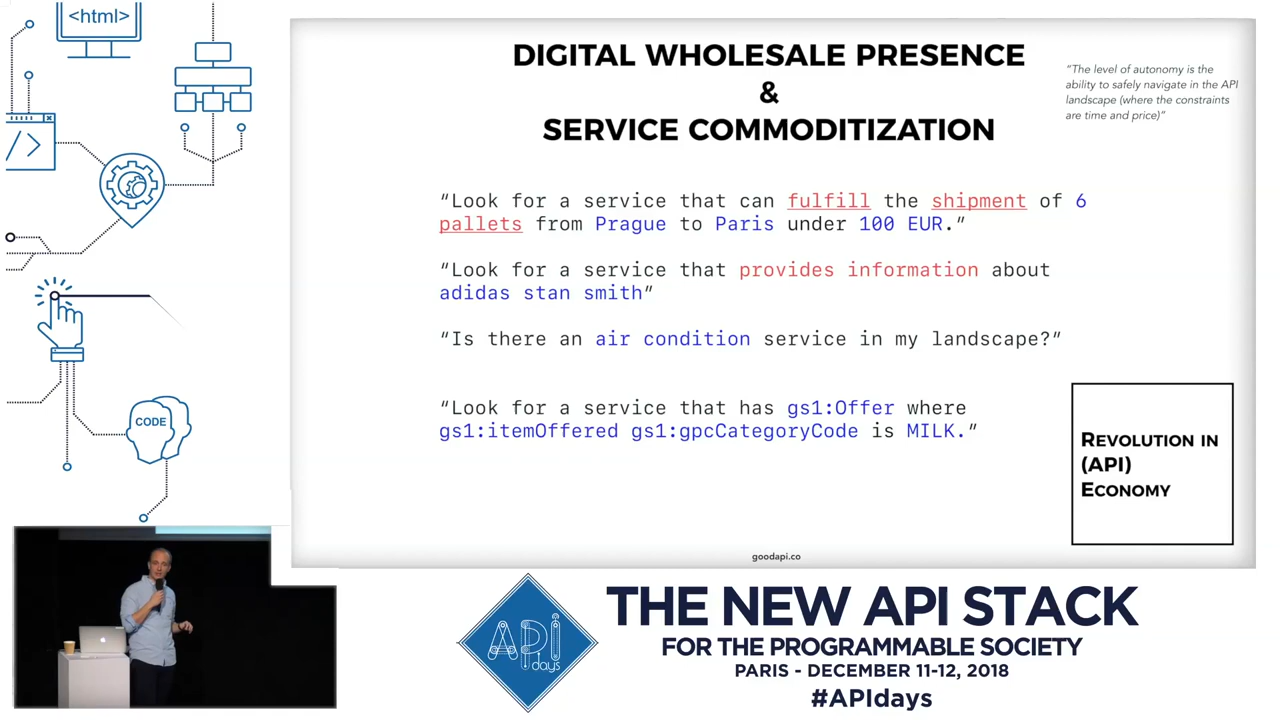 <html>
DIGITAL WHOLESALE PRESENCE
&
SERVICE COMMODITIZATION
“The level of autonomy is the
ability to safely navigate in the API
landscape (where the constraints
are time and price)”
“Look for a service that can fulfill the shipment of 6
pallets from Prague to Paris under 100 EUR.”
“Look for a service that provides information about
adidas stan smith”
“Is there an air condition service in my landscape?”
“Look for a service that has gs1:Offer where
gs1:itemOffered gs1:gpcCategoryCode is MILK.”
REVOLUTION IN
(API)
ECONOMY
goodapi.co
</>
CODE
API
days
THE NEW API STACK
FOR THE PROGRAMMABLE SOCIETY
PARIS - DECEMBER 11-12, 2018
#APIdays